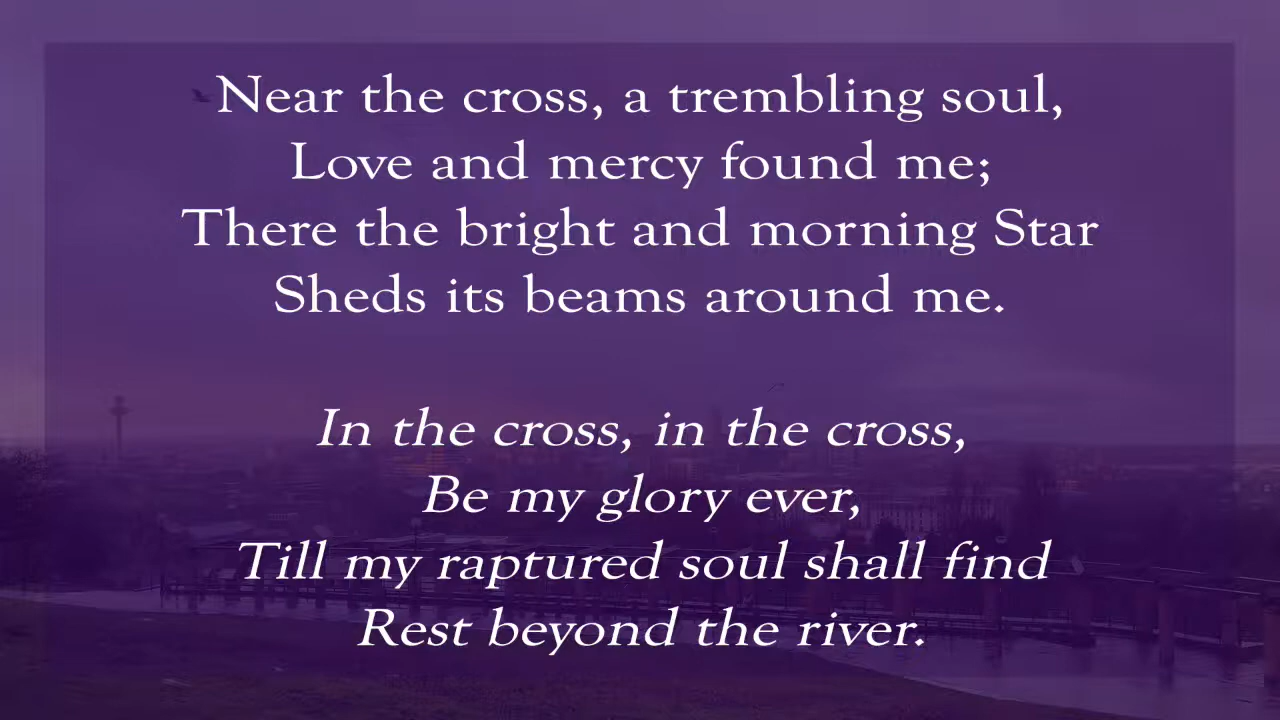 Near the cross, a trembling soul,
Love and mercy found me;
There the bright and morning Star
Sheds its beams around me.
In the cross, in the cross,
Be my glory ever,
Till my raptured soul shall find
Rest beyond the river.